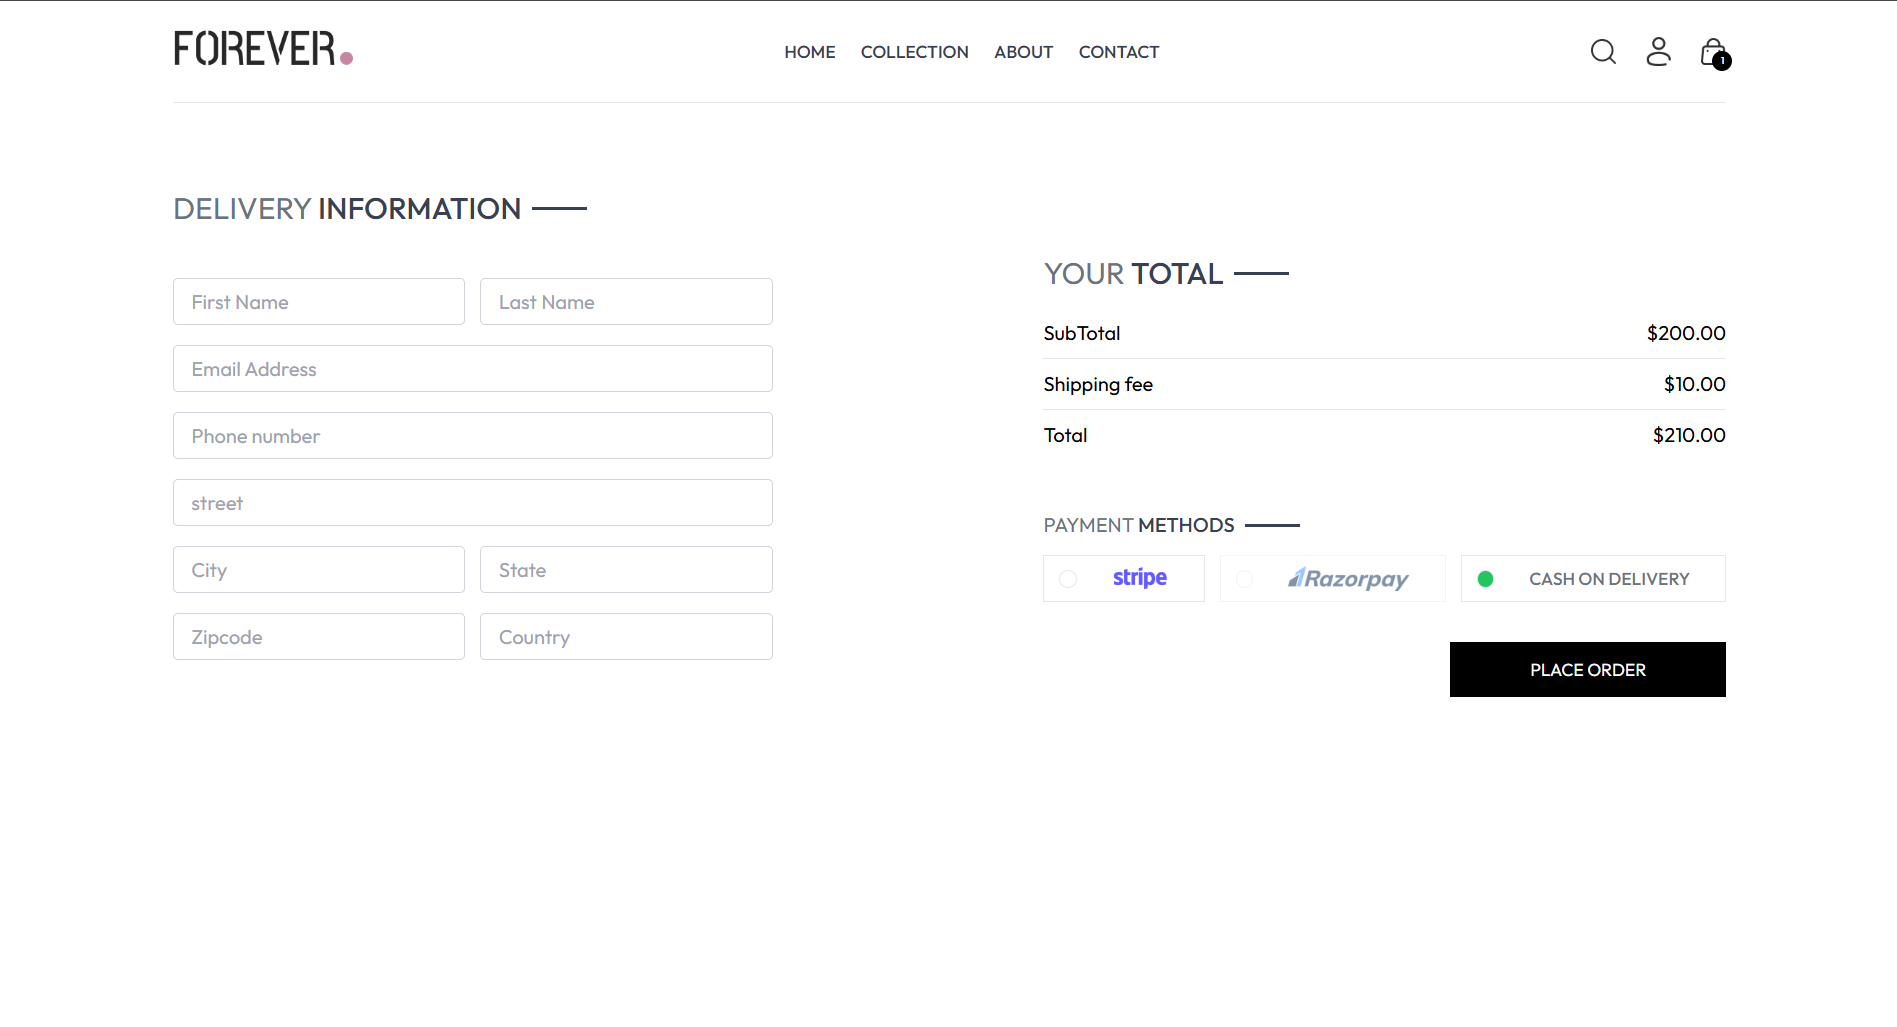 FOREVER.
HOME COLLECTION ABOUT CONTACT
1
DELIVERY INFORMATION
First Name Last Name
Email Address
Phone number
street
City State
Zipcode Country
YOUR TOTAL
SubTotal $200.00
Shipping fee $10.00
Total $210.00
PAYMENT METHODS
stripe Razorpay CASH ON DELIVERY
PLACE ORDER